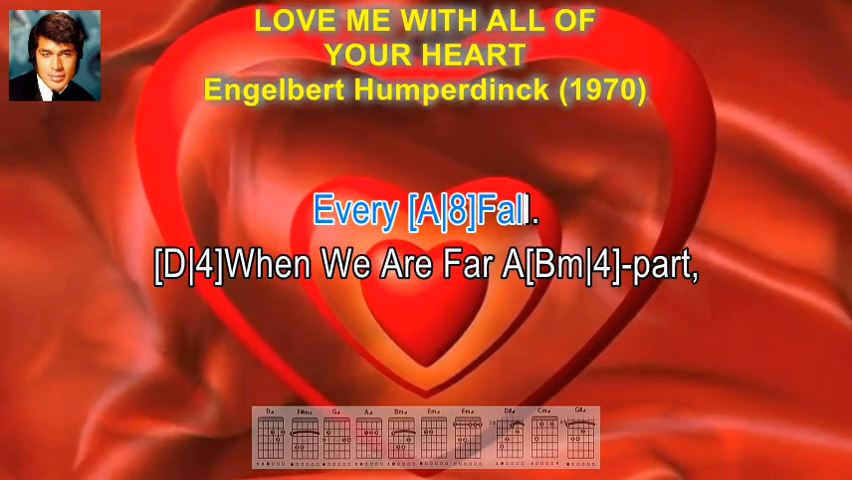 LOVE ME WITH ALL OF
YOUR HEART
Engelbert Humperdinck (1970)
Every [A|8]Fall.
[D|4]When We Are Far A[Bm|4]-part,